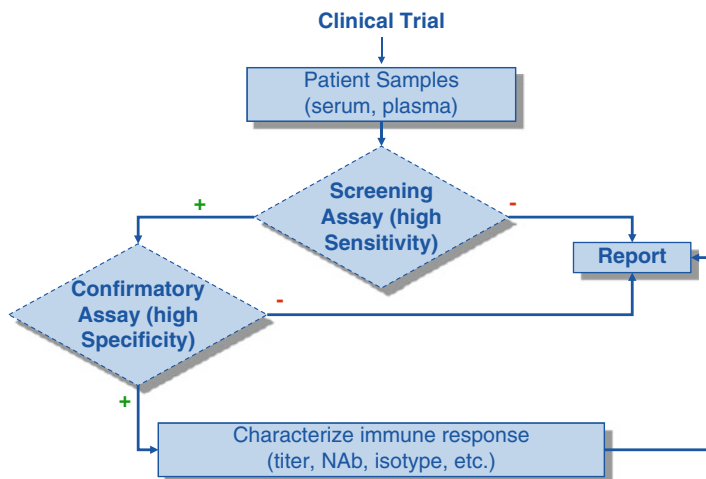 Clinical Trial
Patient Samples
(serum, plasma)
+
Screening
Assay (high
Sensitivity)
-
Report
Confirmatory
Assay (high
Specificity)
-
+
Characterize immune response
(titer, NAb, isotype, etc.)